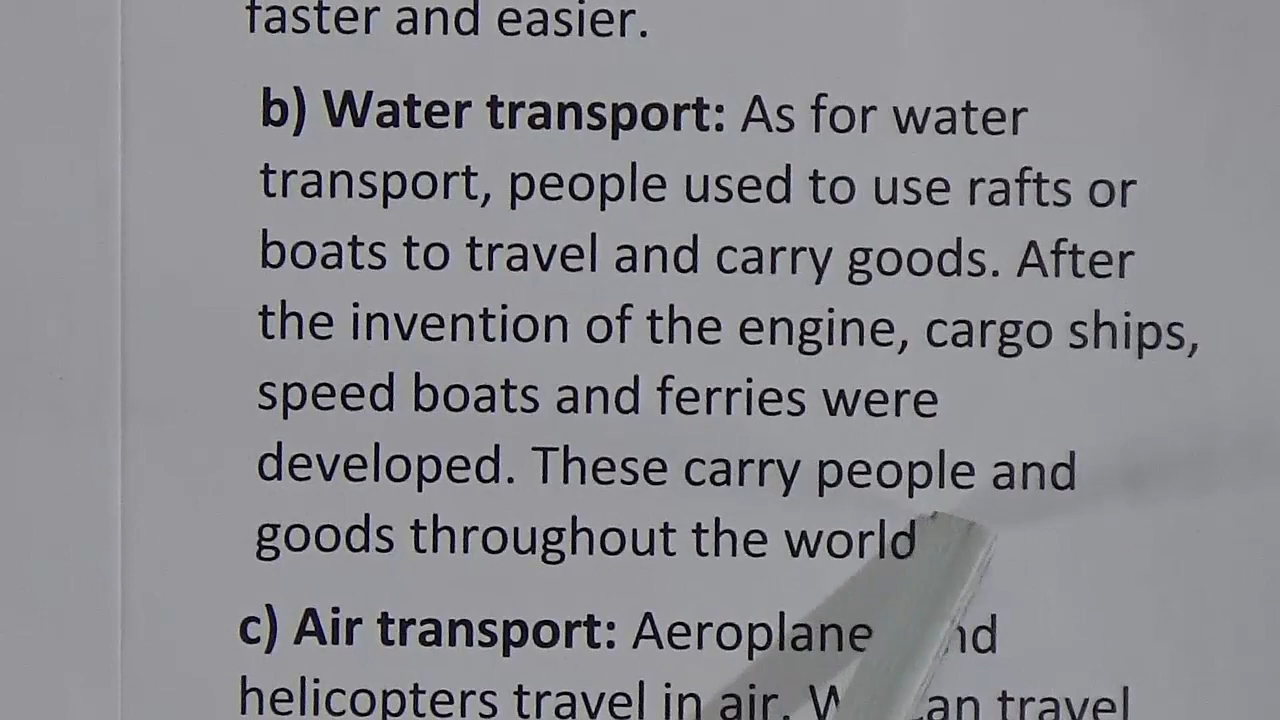 faster and easier.
b) Water transport: As for water
transport, people used to use rafts or
boats to travel and carry goods. After
the invention of the engine, cargo ships,
speed boats and ferries were
developed. These carry people and
goods throughout the world
c) Air transport: Aeroplane
helicopters travel in air. travel